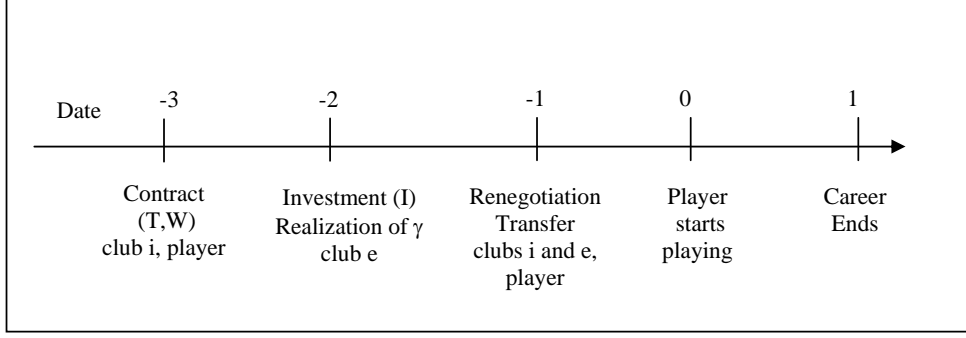 Date -3 -2 -1 0 1
Contract
(T,W)
club i, player
Investment (I)
Realization of γ
club e
Renegotiation
Transfer
clubs i and e,
player
Player
starts
playing
Career
Ends